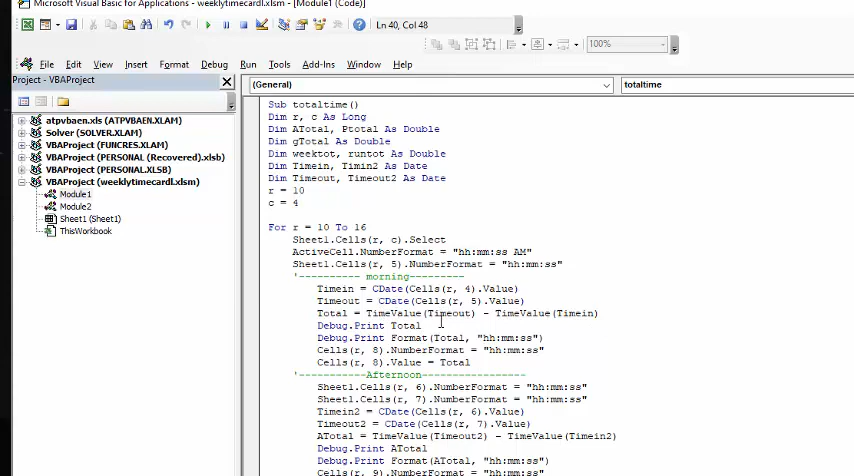 Microsoft Visual Basic for Applications - weeklytimecardl.xlsm - [Module1 (Code)]
Ln 40, Col 48
100%
File Edit View Insert Format Debug Run Tools Add-Ins Window Help
Project - VBAProject
(General)
totaltime
atpvbaen.xls (ATPVBAEN.XLAM)
Solver (SOLVER.XLAM)
VBAProject (FUNCRES.XLAM)
VBAProject (PERSONAL (Recovered).xlsb)
VBAProject (PERSONAL.XLSB)
VBAProject (weeklytimecardl.xlsm)
Module1
Module2
Sheet1 (Sheet1)
ThisWorkbook
Sub totaltime()
Dim r, c As Long
Dim ATotal, Ptotal As Double
Dim gTotal As Double
Dim weektot, runtot As Double
Dim Timein, Timin2 As Date
Dim Timeout, Timeout2 As Date
r = 10
c = 4
For r = 10 To 16
Sheet1.Cells(r, c).Select
ActiveCell.NumberFormat = "hh:mm:ss AM"
Sheet1.Cells(r, 5).NumberFormat = "hh:mm:ss"
'---------- morning---------
Timein = CDate(Cells(r, 4).Value)
Timeout = CDate(Cells(r, 5).Value)
Total = TimeValue(Timeout) - TimeValue(Timein)
Debug.Print Total
Debug.Print Format(Total, "hh:mm:ss")
Cells(r, 8).NumberFormat = "hh:mm:ss"
Cells(r, 8).Value = Total
'-----------Afternoon-----------------
Sheet1.Cells(r, 6).NumberFormat = "hh:mm:ss"
Sheet1.Cells(r, 7).NumberFormat = "hh:mm:ss"
Timein2 = CDate(Cells(r, 6).Value)
Timeout2 = CDate(Cells(r, 7).Value)
ATotal = TimeValue(Timeout2) - TimeValue(Timein2)
Debug.Print ATotal
Debug.Print Format(ATotal, "hh:mm:ss")
Cells(r, 9).NumberFormat = "hh:mm:ss"